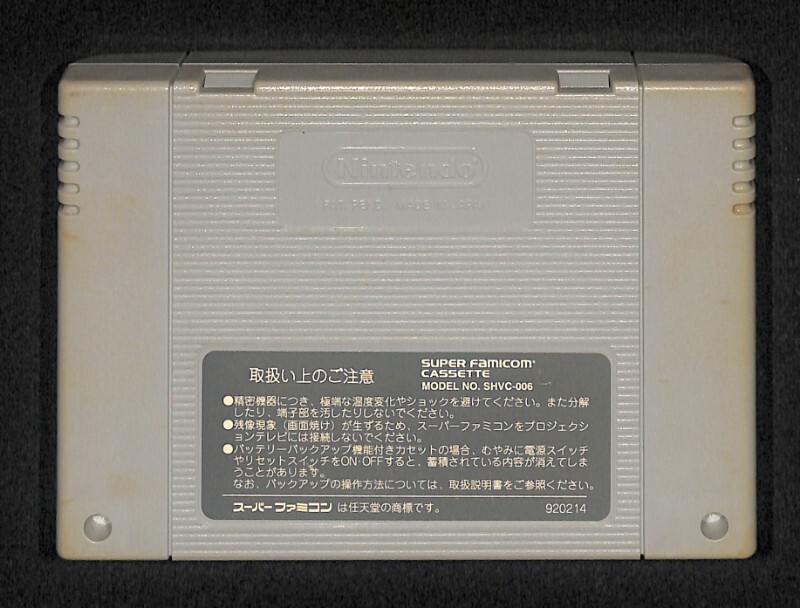 Nintendo
PAT. PEND. MADE IN JAPAN
取扱い上のご注意
SUPER FAMICOM
CASSETTE
MODEL NO. SHVC-006
●精密機器につき、極端な温度変化やショックを避けてください。また分解
したり、端子部を汚したりしないでください。
●残像現象（画面焼け）が生ずるため、スーパーファミコンをプロジェクシ
ョンテレビには接続しないでください。
●バッテリーバックアップ機能付きカセットの場合、むやみに電源スイッチ
やリセットスイッチをON·OFFすると、蓄積されている内容が消えてしま
うことがあります。
なお、バックアップの操作方法については、取扱説明書をご参照ください。
スーパーファミコンは任天堂の商標です。 920214